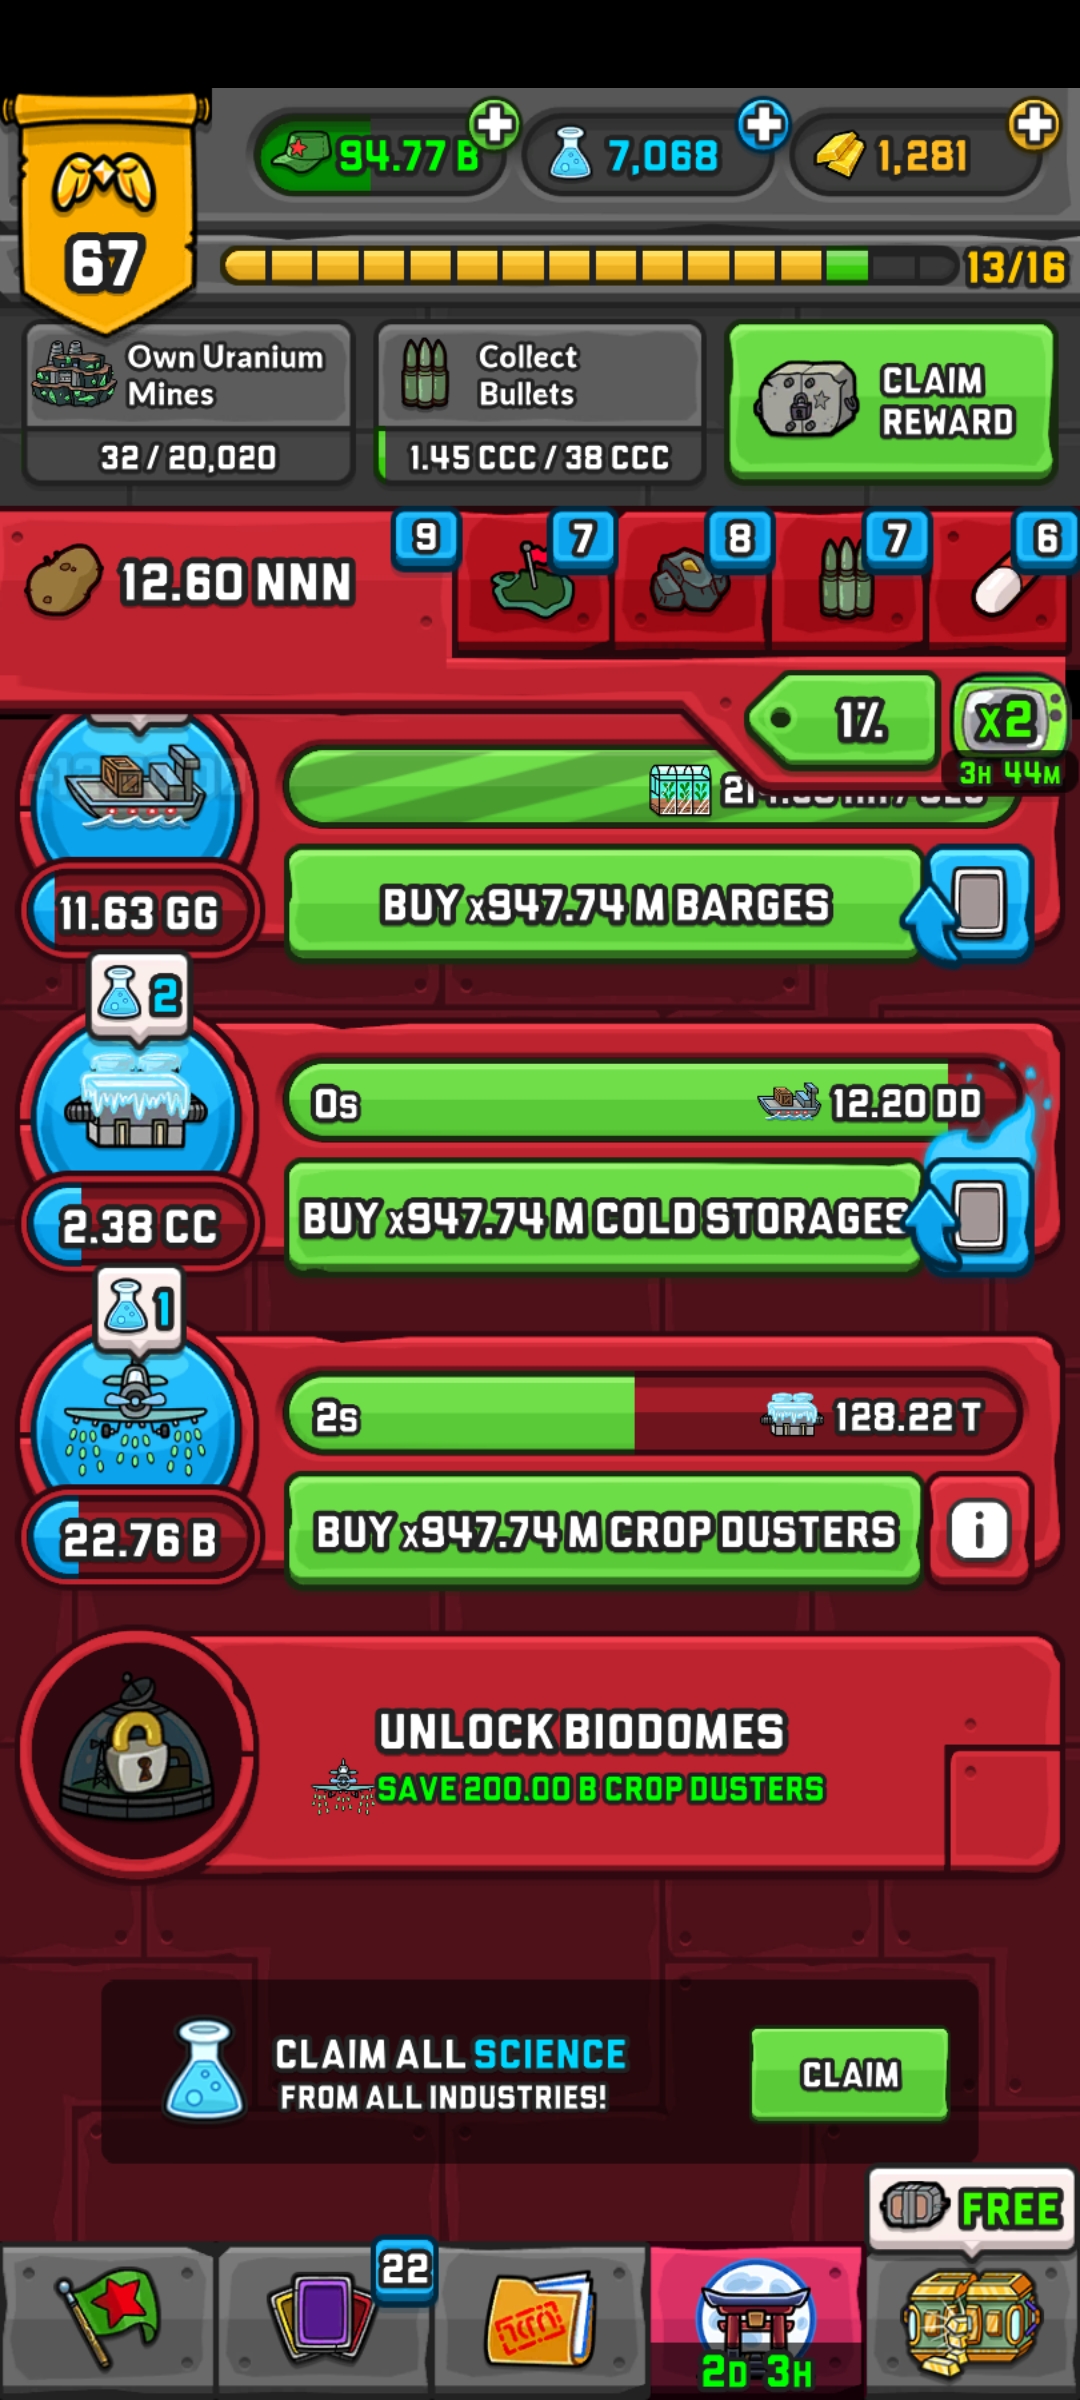 94.77 B
7,068
1,281
67
13/16
Own Uranium
Mines
32 / 20,020
Collect
Bullets
1.45 CCC / 38 CCC
CLAIM
REWARD
12.60 NNN
9
7
8
7
6
1%
x2
3H 44M
11.63 GG
BUY x947.74 M BARGES
2
0s
12.20 DD
2.38 CC
BUY x947.74 M COLD STORAGES
1
2s
128.22 T
22.76 B
BUY x947.74 M CROP DUSTERS
i
UNLOCK BIODOMES
SAVE 200.00 B CROP DUSTERS
CLAIM ALL SCIENCE
FROM ALL INDUSTRIES!
CLAIM
FREE
22
2D 3H